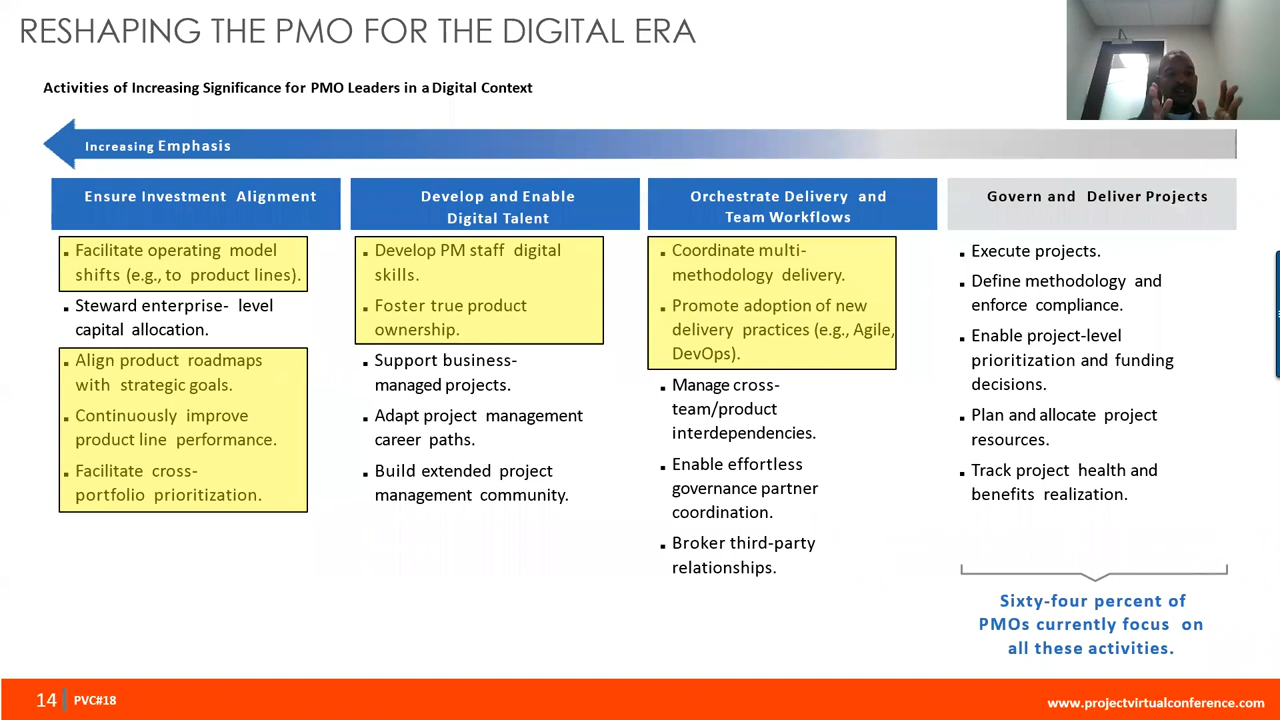 RESHAPING THE PMO FOR THE DIGITAL ERA
Activities of Increasing Significance for PMO Leaders in a Digital Context
Increasing Emphasis
Ensure Investment Alignment
▪ Facilitate operating model
shifts (e.g., to product lines).
▪ Steward enterprise- level
capital allocation.
▪ Align product roadmaps
with strategic goals.
▪ Continuously improve
product line performance.
▪ Facilitate cross-
portfolio prioritization.
Develop and Enable
Digital Talent
▪ Develop PM staff digital
skills.
▪ Foster true product
ownership.
▪ Support business-
managed projects.
▪ Adapt project management
career paths.
▪ Build extended project
management community.
Orchestrate Delivery and
Team Workflows
▪ Coordinate multi-
methodology delivery.
▪ Promote adoption of new
delivery practices (e.g., Agile,
DevOps).
▪ Manage cross-
team/product
interdependencies.
▪ Enable effortless
governance partner
coordination.
▪ Broker third-party
relationships.
Govern and Deliver Projects
▪ Execute projects.
▪ Define methodology and
enforce compliance.
▪ Enable project-level
prioritization and funding
decisions.
▪ Plan and allocate project
resources.
▪ Track project health and
benefits realization.
Sixty-four percent of
PMOs currently focus on
all these activities.
14 PVC#18
www.projectvirtualconference.com